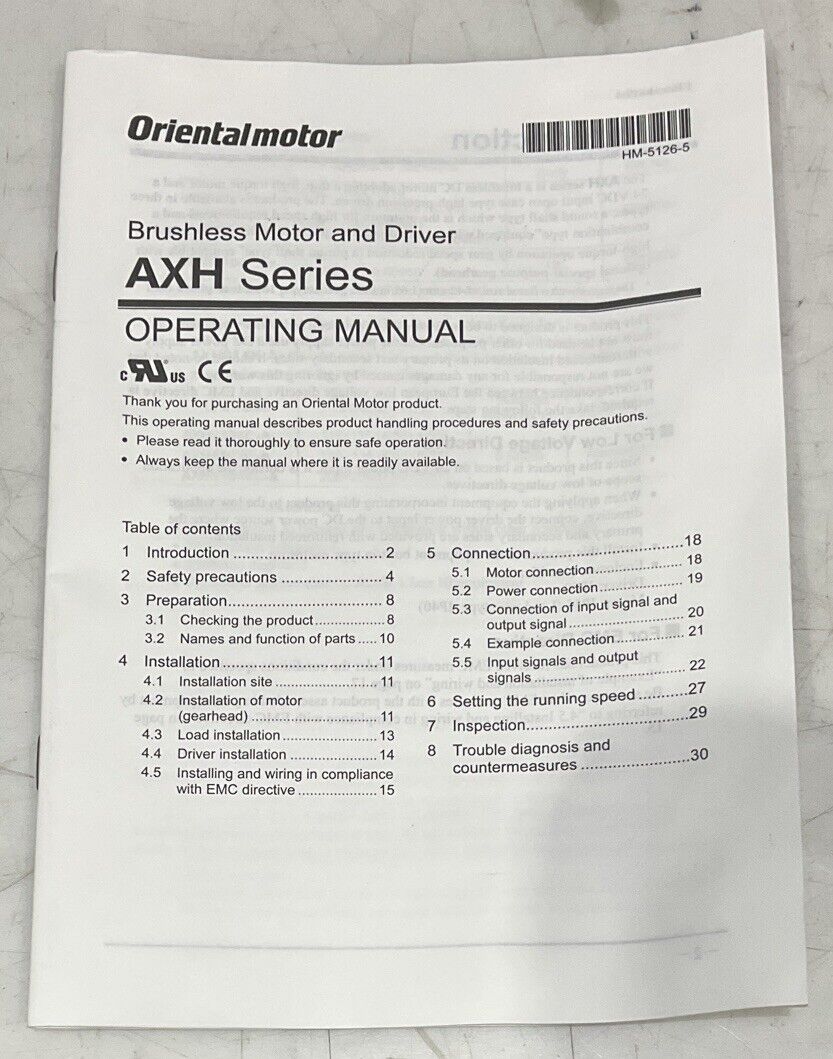 Orientalmotor
HM-5126-5
Brushless Motor and Driver
AXH Series
OPERATING MANUAL
c RU us CE
Thank you for purchasing an Oriental Motor product.
This operating manual describes product handling procedures and safety precautions.
• Please read it thoroughly to ensure safe operation.
• Always keep the manual where it is readily available.
Table of contents
1 Introduction ................................... 2
2 Safety precautions ....................... 4
3 Preparation................................... 8
3.1 Checking the product................. 8
3.2 Names and function of parts ..... 10
4 Installation ................................... 11
4.1 Installation site .......................... 11
4.2 Installation of motor
(gearhead) ................................ 11
4.3 Load installation ........................ 13
4.4 Driver installation ...................... 14
4.5 Installing and wiring in compliance
with EMC directive .................... 15
5 Connection................................... 18
5.1 Motor connection...................... 18
5.2 Power connection..................... 19
5.3 Connection of input signal and
output signal............................. 20
5.4 Example connection................. 21
5.5 Input signals and output
signals ...................................... 22
6 Setting the running speed .......... 27
7 Inspection.................................... 29
8 Trouble diagnosis and
countermeasures ........................ 30